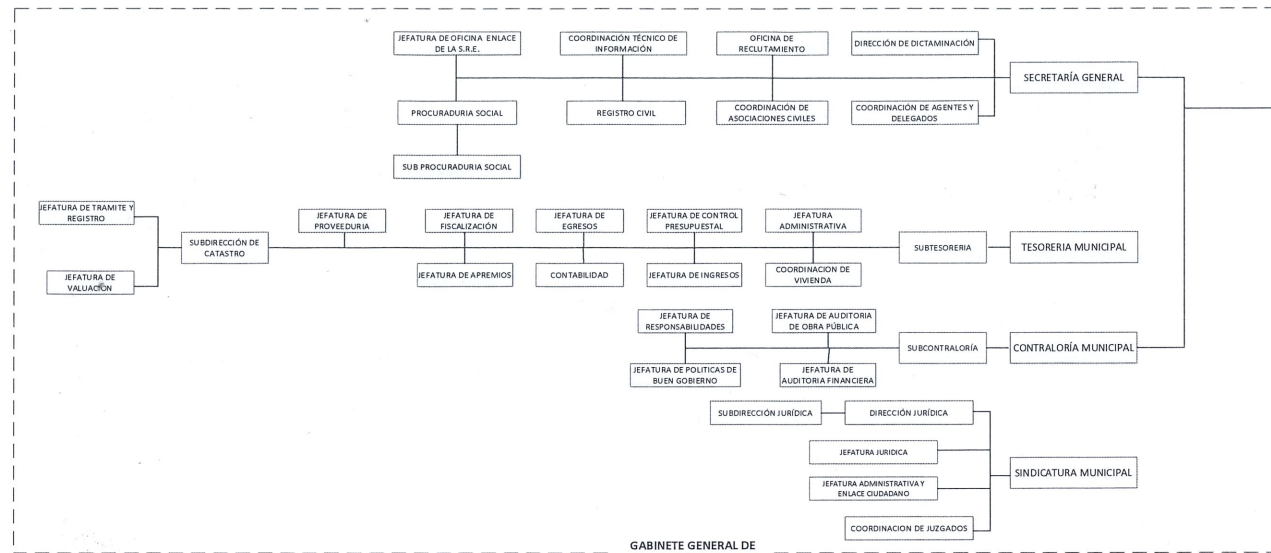 JEFATURA DE OFICINA ENLACE
DE LA S.R.E.
COORDINACIÓN TÉCNICO DE
INFORMACIÓN
OFICINA DE
RECLUTAMIENTO
DIRECCIÓN DE DICTAMINACIÓN
SECRETARÍA GENERAL
PROCURADURIA SOCIAL
REGISTRO CIVIL
COORDINACIÓN DE
ASOCIACIONES CIVILES
COORDINACIÓN DE AGENTES Y
DELEGADOS
SUB PROCURADURIA SOCIAL
JEFATURA DE TRAMITE Y
REGISTRO
JEFATURA DE
PROVEEDURIA
JEFATURA DE
FISCALIZACIÓN
JEFATURA DE
EGRESOS
JEFATURA DE CONTROL
PRESUPUESTAL
JEFATURA
ADMINISTRATIVA
SUBDIRECCIÓN DE
CATASTRO
SUBTESORERIA
TESORERIA MUNICIPAL
JEFATURA DE
VALUACIÓN
JEFATURA DE APREMIOS
CONTABILIDAD
JEFATURA DE INGRESOS
COORDINACION DE
VIVIENDA
JEFATURA DE
RESPONSABILIDADES
JEFATURA DE AUDITORIA
DE OBRA PÚBLICA
SUBCONTRALORÍA
CONTRALORÍA MUNICIPAL
JEFATURA DE POLITICAS DE
BUEN GOBIERNO
JEFATURA DE
AUDITORIA FINANCIERA
SUBDIRECCIÓN JURÍDICA
DIRECCIÓN JURÍDICA
JEFATURA JURIDICA
SINDICATURA MUNICIPAL
JEFATURA ADMINISTRATIVA Y
ENLACE CIUDADANO
COORDINACION DE JUZGADOS
GABINETE GENERAL DE